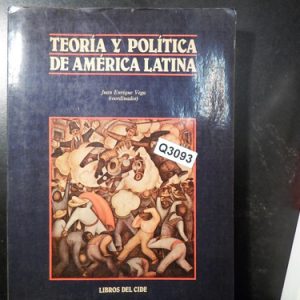 TEORÍA Y POLÍTICA
DE AMÉRICA LATINA
Juan Enrique Vega
(coordinador)
Q3093
LIBROS DEL CIDE